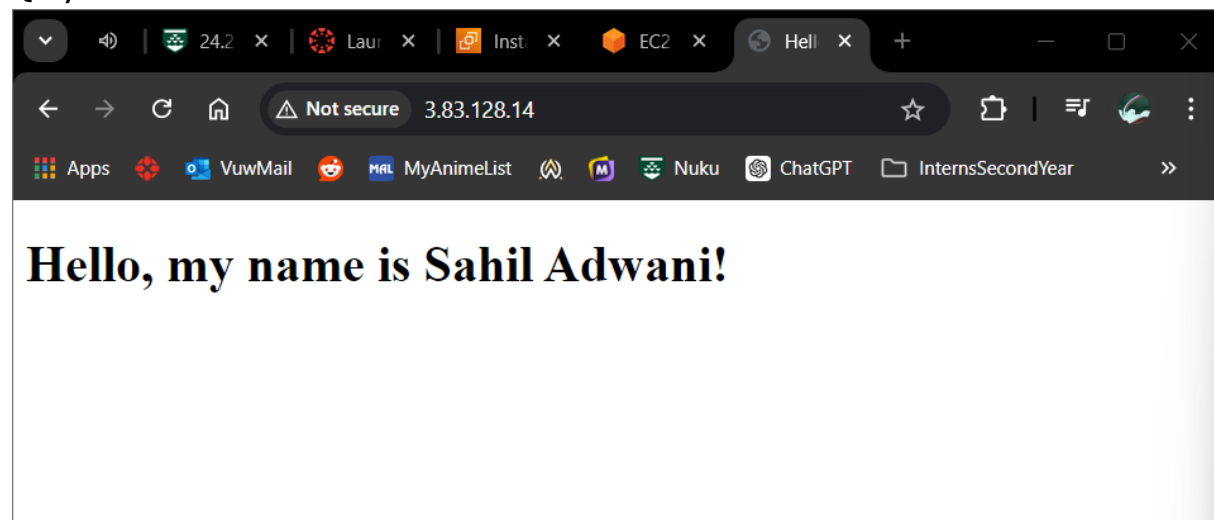 24.2
Laur
Inst
EC2
Hell
Not secure 3.83.128.14
Apps
VuwMail
MAL MyAnimeList
M
Nuku
ChatGPT
InternsSecondYear
Hello, my name is Sahil Adwani!